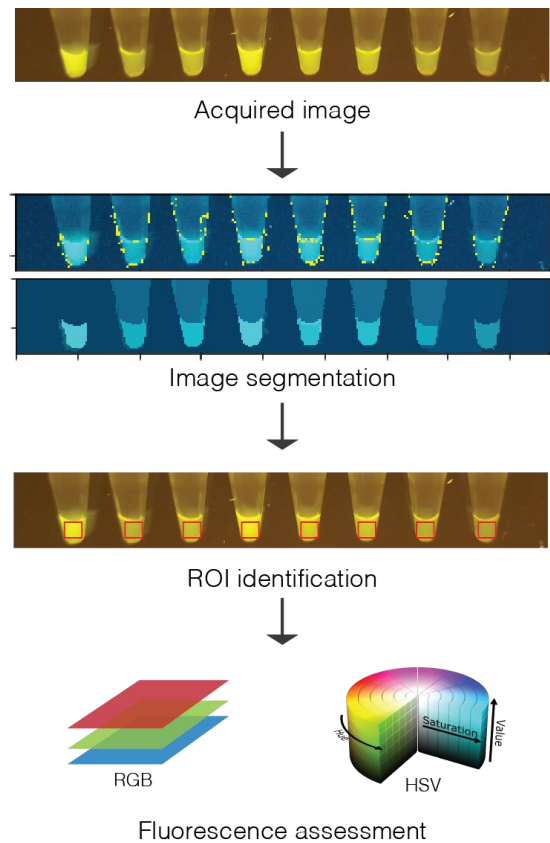 Acquired image
Image segmentation
ROI identification
RGB
Hue
Saturation
Value
HSV
Fluorescence assessment